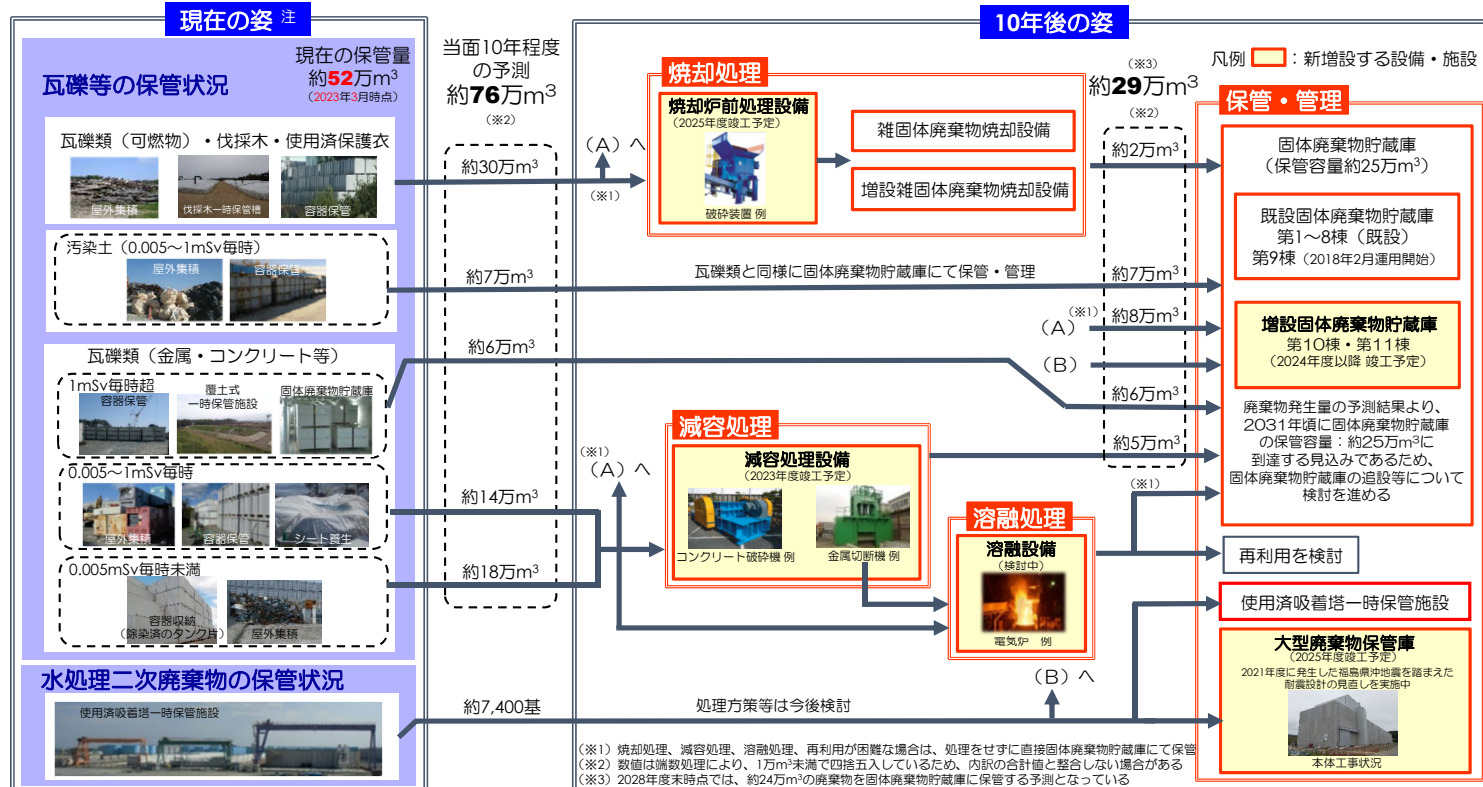 現在の姿 注
瓦礫等の保管状況
現在の保管量
約52万m³
(2023年3月時点)
瓦礫類（可燃物）・伐採木・使用済保護衣
屋外集積
伐採木一時保管槽
容器保管
汚染土（0.005～1mSv毎時）
屋外集積
容器保管
瓦礫類（金属・コンクリート等）
1mSv毎時超
容器保管
覆土式
一時保管施設
固体廃棄物貯蔵庫
0.005～1mSv毎時
屋外集積
容器保管
シート養生
0.005mSv毎時未満
容器収納
（除染済のタンク片）
屋外集積
水処理二次廃棄物の保管状況
使用済吸着塔一時保管施設
当面10年程度
の予測
約76万m³
(※2)
約30万m³
約7万m³
約6万m³
約14万m³
約18万m³
約7,400基
10年後の姿
凡例 ：新増設する設備・施設
（A）へ
(※1)
焼却処理
焼却炉前処理設備
(2025年度竣工予定)
破砕装置 例
雑固体廃棄物焼却設備
増設雑固体廃棄物焼却設備
瓦礫類と同様に固体廃棄物貯蔵庫にて保管・管理
(※1)
（A）へ
減容処理
減容処理設備
(2023年度竣工予定)
コンクリート破砕機 例
金属切断機 例
溶融処理
溶融設備
(検討中)
電気炉 例
処理方策等は今後検討
（B）へ
(※3)
約29万m³
(※2)
約2万m³
約7万m³
（A）
(※1)
約8万m³
（B）
約6万m³
約5万m³
(※1)
保管・管理
固体廃棄物貯蔵庫
（保管容量約25万m³）
既設固体廃棄物貯蔵庫
第1～8棟（既設）
第9棟（2018年2月運用開始）
増設固体廃棄物貯蔵庫
第10棟・第11棟
(2024年度以降 竣工予定)
廃棄物発生量の予測結果より、
2031年頃に固体廃棄物貯蔵庫
の保管容量：約25万m³に
到達する見込みであるため、
固体廃棄物貯蔵庫の追設等について
検討を進める
再利用を検討
使用済吸着塔一時保管施設
大型廃棄物保管庫
(2025年度竣工予定)
2021年度に発生した福島県沖地震を踏まえた
耐震設計の見直しを実施中
本体工事状況
（※1）焼却処理、減容処理、溶融処理、再利用が困難な場合は、処理をせずに直接固体廃棄物貯蔵庫にて保管
（※2）数値は端数処理により、1万m³未満で四捨五入しているため、内訳の合計値と整合しない場合がある
（※3）2028年度末時点では、約24万m³の廃棄物を固体廃棄物貯蔵庫に保管する予測となっている